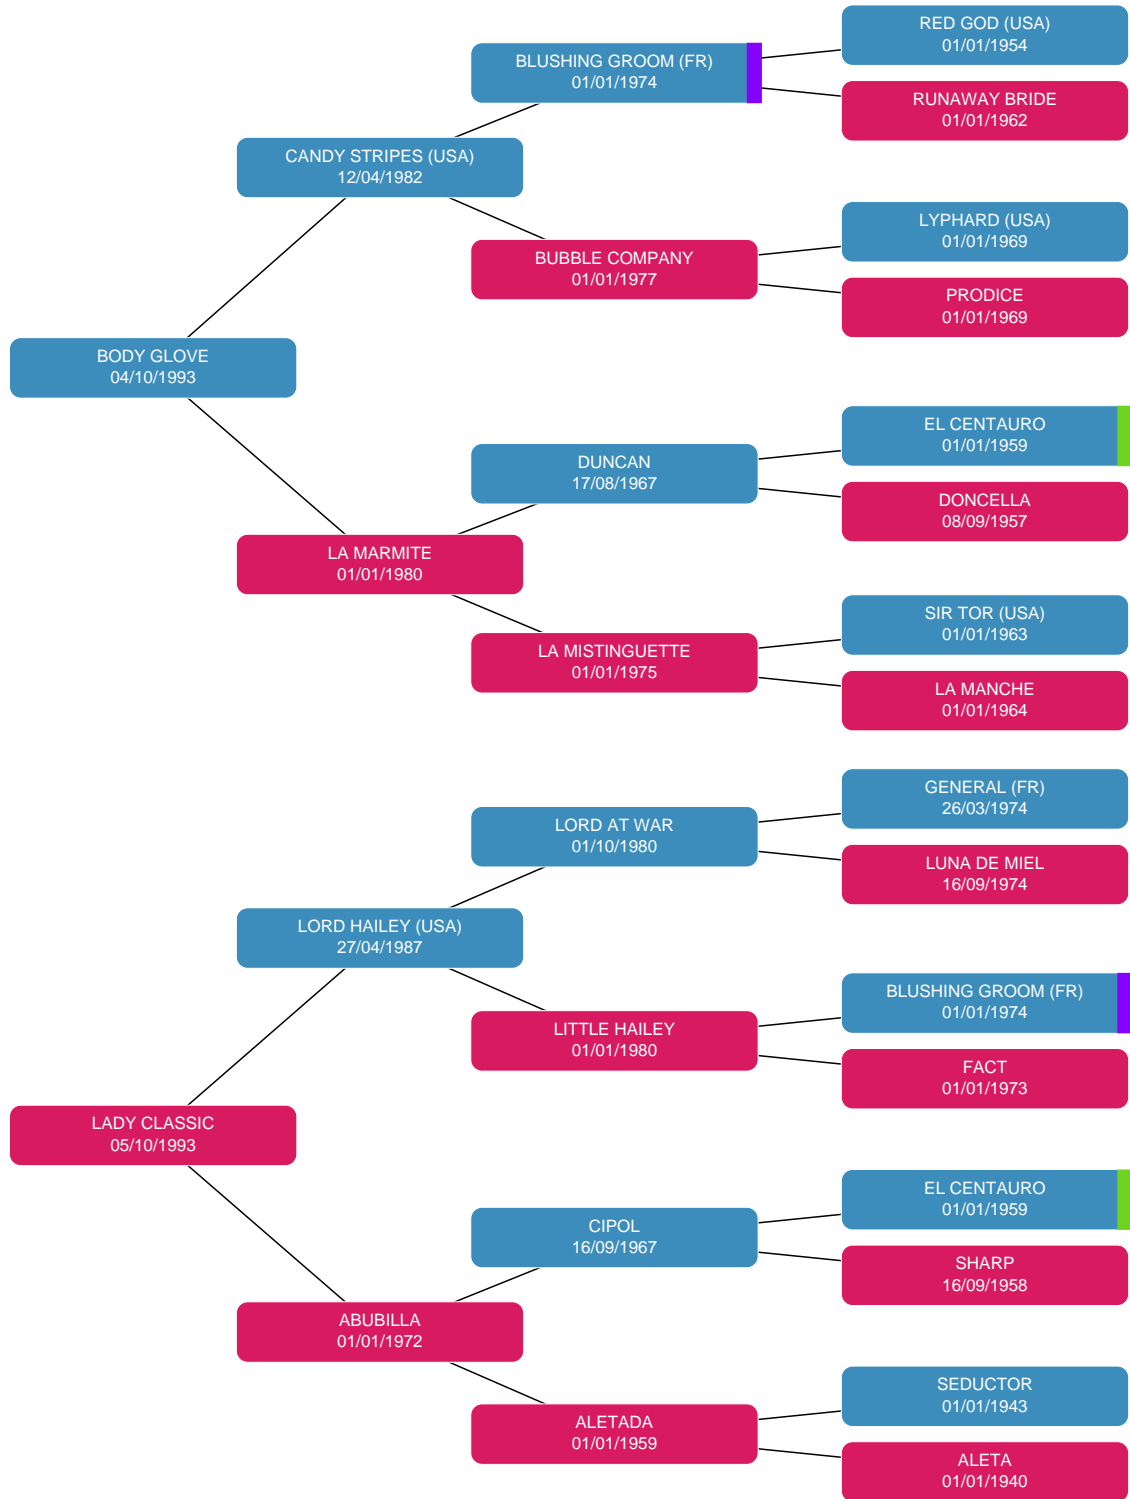 RED GOD (USA)
01/01/1954
BLUSHING GROOM (FR)
01/01/1974
RUNAWAY BRIDE
01/01/1962
CANDY STRIPES (USA)
12/04/1982
LYPHARD (USA)
01/01/1969
BUBBLE COMPANY
01/01/1977
PRODICE
01/01/1969
BODY GLOVE
04/10/1993
EL CENTAURO
01/01/1959
DUNCAN
17/08/1967
DONCELLA
08/09/1957
LA MARMITE
01/01/1980
SIR TOR (USA)
01/01/1963
LA MISTINGUETTE
01/01/1975
LA MANCHE
01/01/1964
GENERAL (FR)
26/03/1974
LORD AT WAR
01/10/1980
LUNA DE MIEL
16/09/1974
LORD HAILEY (USA)
27/04/1987
BLUSHING GROOM (FR)
01/01/1974
LITTLE HAILEY
01/01/1980
FACT
01/01/1973
LADY CLASSIC
05/10/1993
EL CENTAURO
01/01/1959
CIPOL
16/09/1967
SHARP
16/09/1958
ABUBILLA
01/01/1972
SEDUCTOR
01/01/1943
ALETADA
01/01/1959
ALETA
01/01/1940